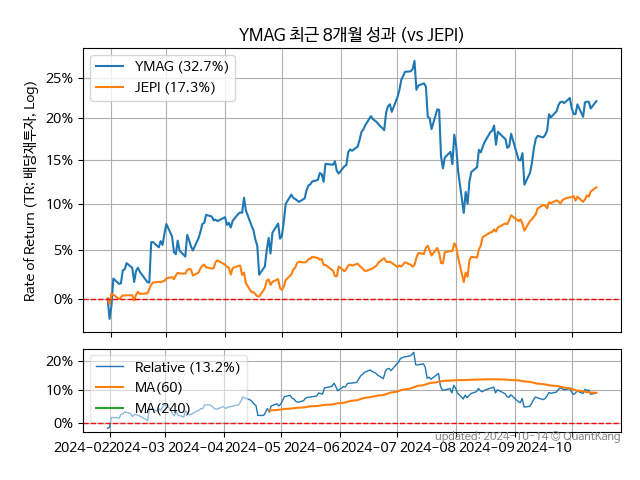 YMAG 최근 8개월 성과 (vs JEPI)
Rate of Return (TR: 배당재투자, Log)
YMAG (32.7%)
JEPI (17.3%)
25%
20%
15%
10%
5%
0%
Relative (13.2%)
MA(60)
MA(240)
20%
10%
0%
2024-02 2024-03 2024-04 2024-05 2024-06 2024-07 2024-08 2024-09 2024-10
updated: 2024-10-14 © QuantKang